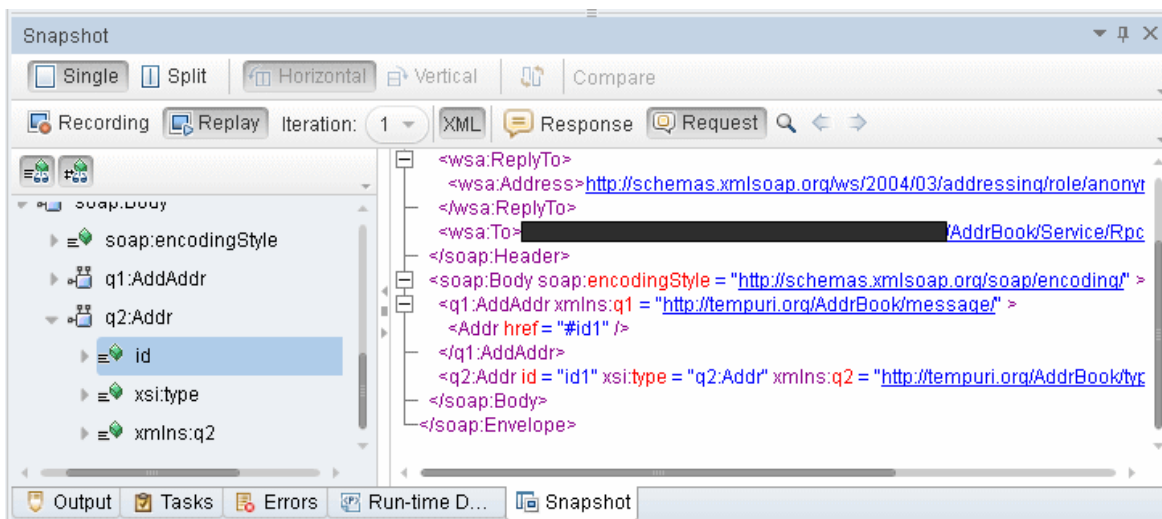 Snapshot
Single Split Horizontal Vertical Compare
Recording Replay Iteration: 1 XML Response Request
soap:Body
soap:encodingStyle
q1:AddAddr
q2:Addr
id
xsi:type
xmlns:q2
<wsa:ReplyTo>
<wsa:Address>http://schemas.xmlsoap.org/ws/2004/03/addressing/role/anonyr
</wsa:ReplyTo>
<wsa:To> /AddrBook/Service/Rpc
</soap:Header>
<soap:Body soap:encodingStyle = "http://schemas.xmlsoap.org/soap/encoding/" >
<q1:AddAddr xmlns:q1 = "http://tempuri.org/AddrBook/message/" >
<Addr href = "#id1" />
</q1:AddAddr>
<q2:Addr id = "id1" xsi:type = "q2:Addr" xmlns:q2 = "http://tempuri.org/AddrBook/typ
</soap:Body>
</soap:Envelope>
Output Tasks Errors Run-time D... Snapshot